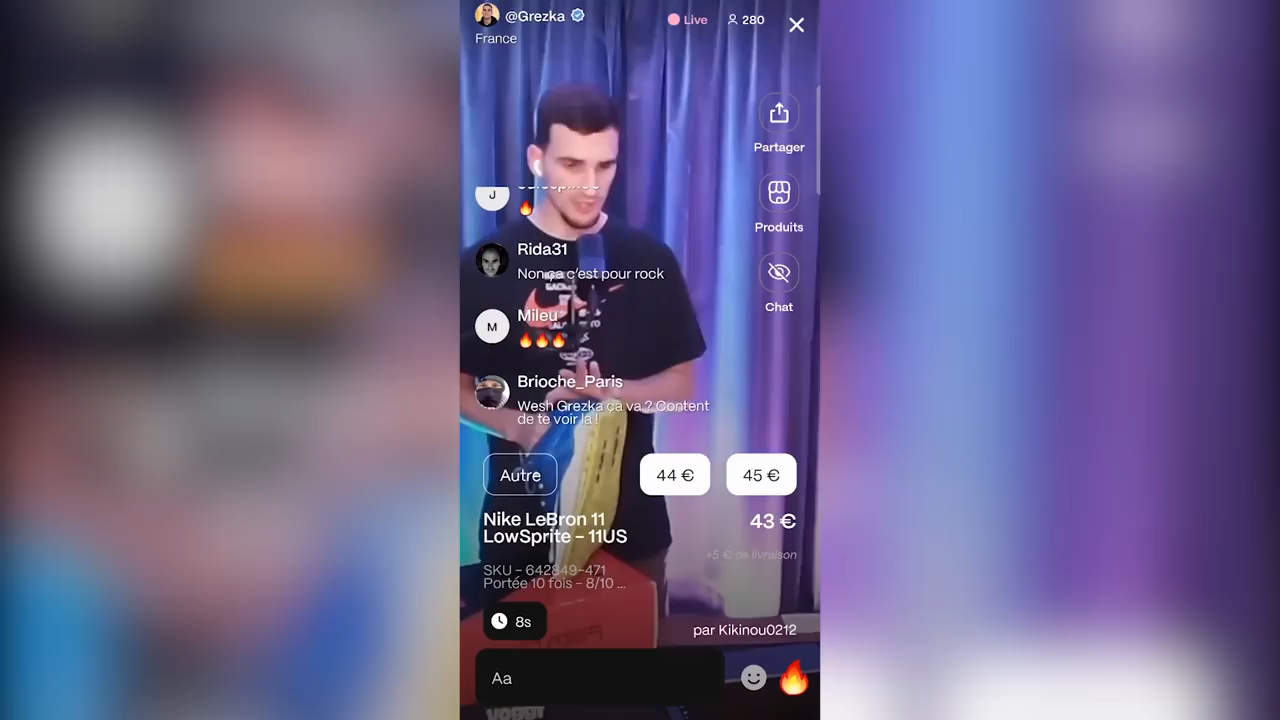 @Grezka
Live
280
France
Partager
J
Produits
Rida31
Non ça c'est pour rock
Chat
Mileu
M
Brioche_Paris
Wesh Grezka ça va ? Content
de te voir là !
Autre
44 €
45 €
Nike LeBron 11
LowSprite – 11US
43 €
+5 € de livraison
SKU – 642849-471
Portée 10 fois – 8/10 ...
8s
par Kikinou0212
Aa
voggt